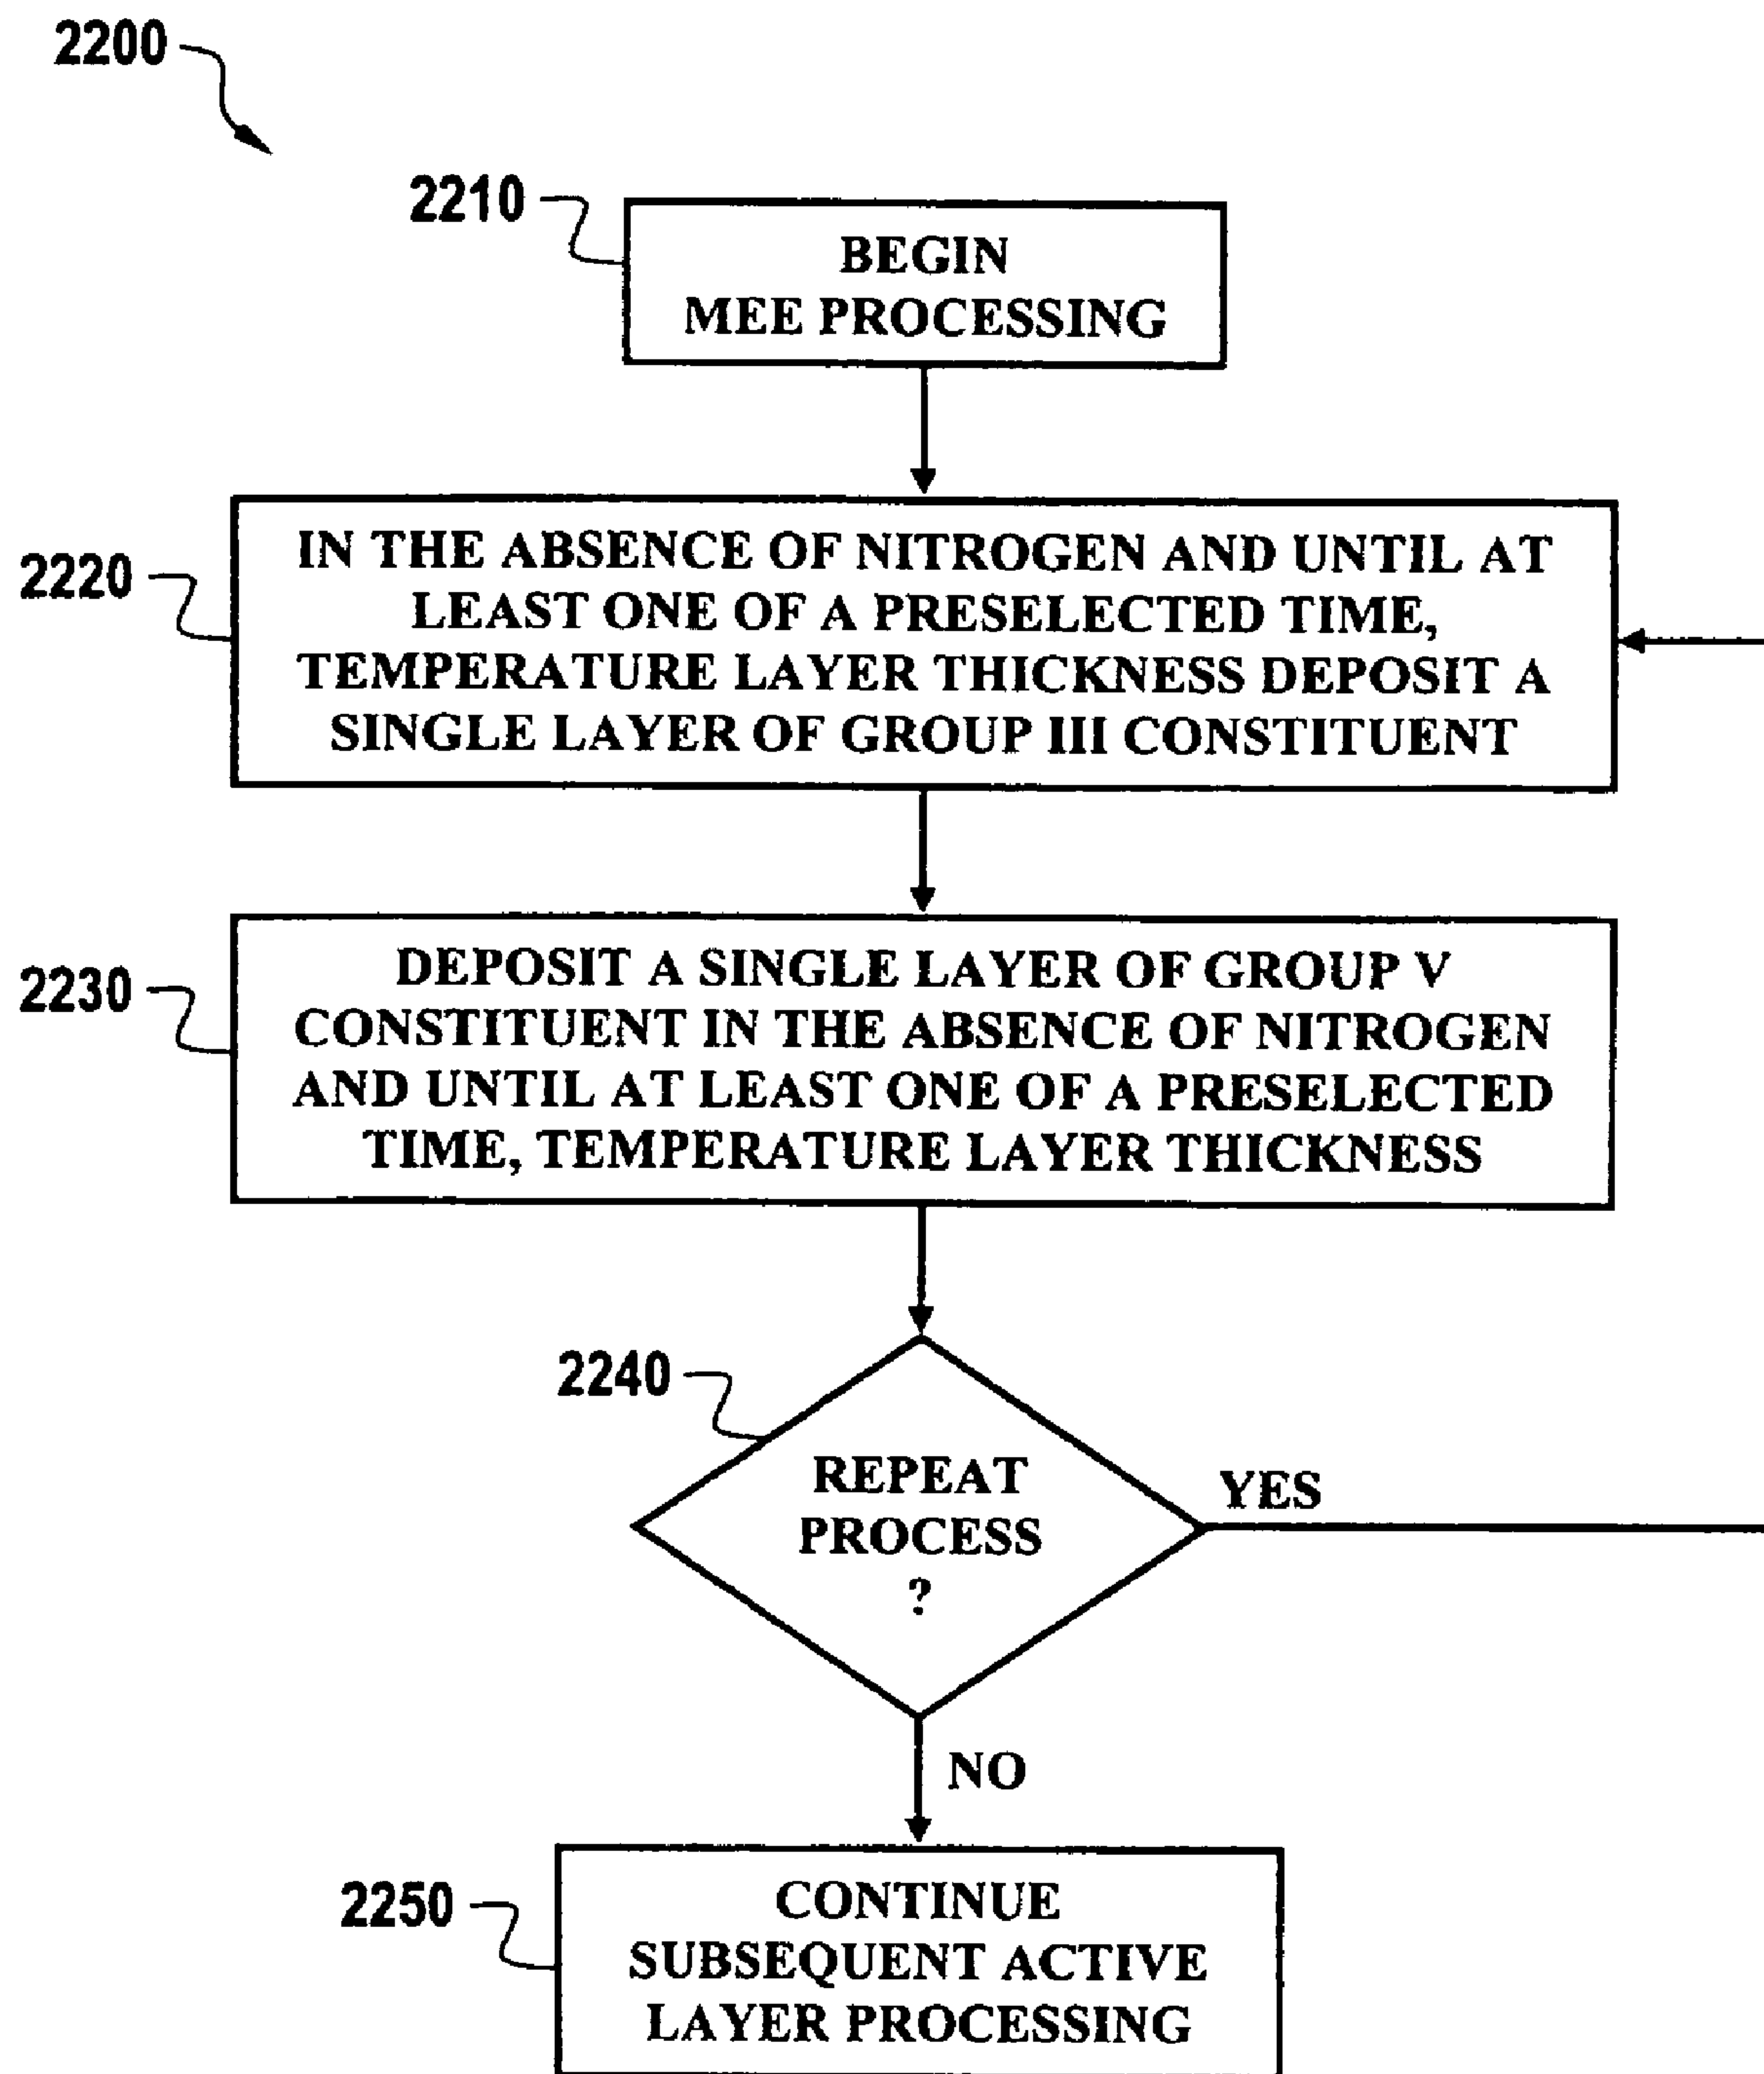 2200
2210
BEGIN
MEE PROCESSING
2220
IN THE ABSENCE OF NITROGEN AND UNTIL AT
LEAST ONE OF A PRESELECTED TIME,
TEMPERATURE LAYER THICKNESS DEPOSIT A
SINGLE LAYER OF GROUP III CONSTITUENT
2230
DEPOSIT A SINGLE LAYER OF GROUP V
CONSTITUENT IN THE ABSENCE OF NITROGEN
AND UNTIL AT LEAST ONE OF A PRESELECTED
TIME, TEMPERATURE LAYER THICKNESS
2240
REPEAT
PROCESS
?
YES
NO
2250
CONTINUE
SUBSEQUENT ACTIVE
LAYER PROCESSING